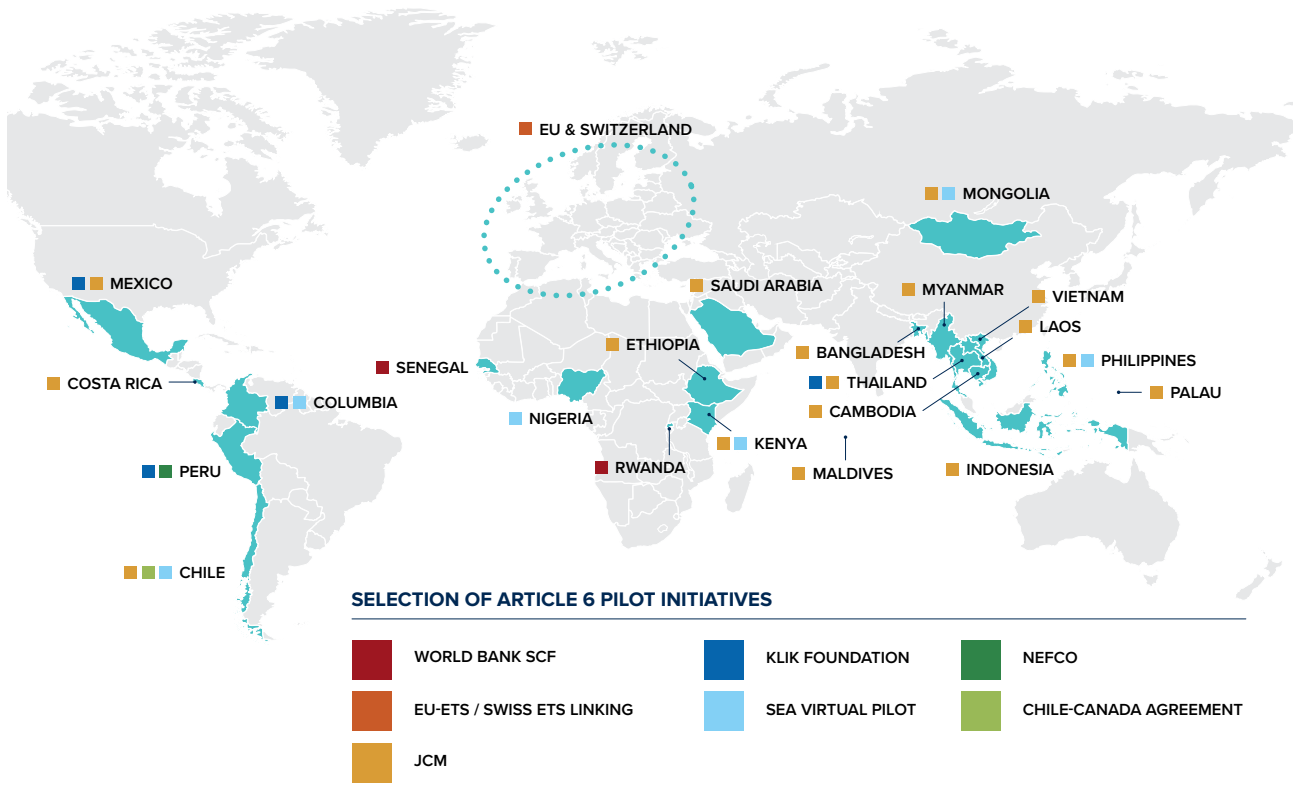 EU & SWITZERLAND
MONGOLIA
MEXICO
SAUDI ARABIA
MYANMAR
VIETNAM
LAOS
ETHIOPIA
BANGLADESH
PHILIPPINES
SENEGAL
COSTA RICA
THAILAND
PALAU
COLUMBIA
CAMBODIA
NIGERIA
KENYA
RWANDA
PERU
MALDIVES
INDONESIA
CHILE
SELECTION OF ARTICLE 6 PILOT INITIATIVES
WORLD BANK SCF
KLIK FOUNDATION
NEFCO
EU-ETS / SWISS ETS LINKING
SEA VIRTUAL PILOT
CHILE-CANADA AGREEMENT
JCM